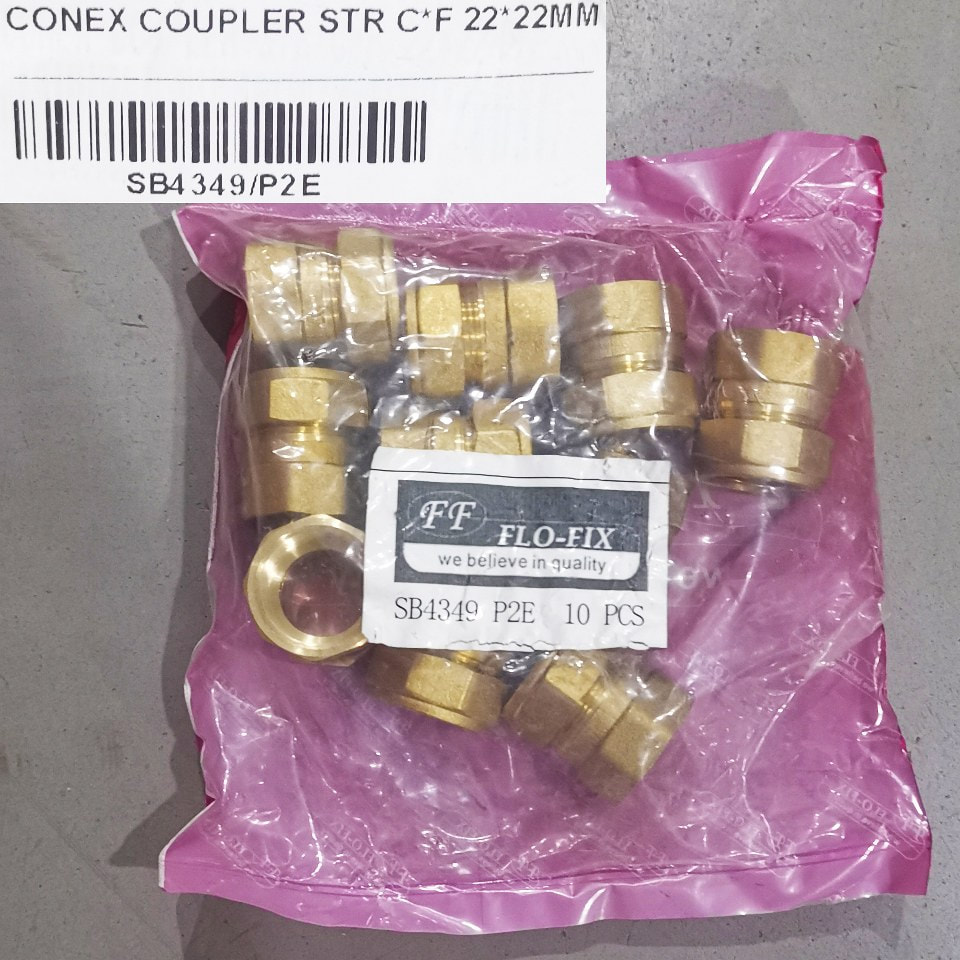 CONEX COUPLER STR C*F 22*22MM
SB4349/P2E
FF
FLO-FIX
we believe in quality
SB4349 P2E 10 PCS